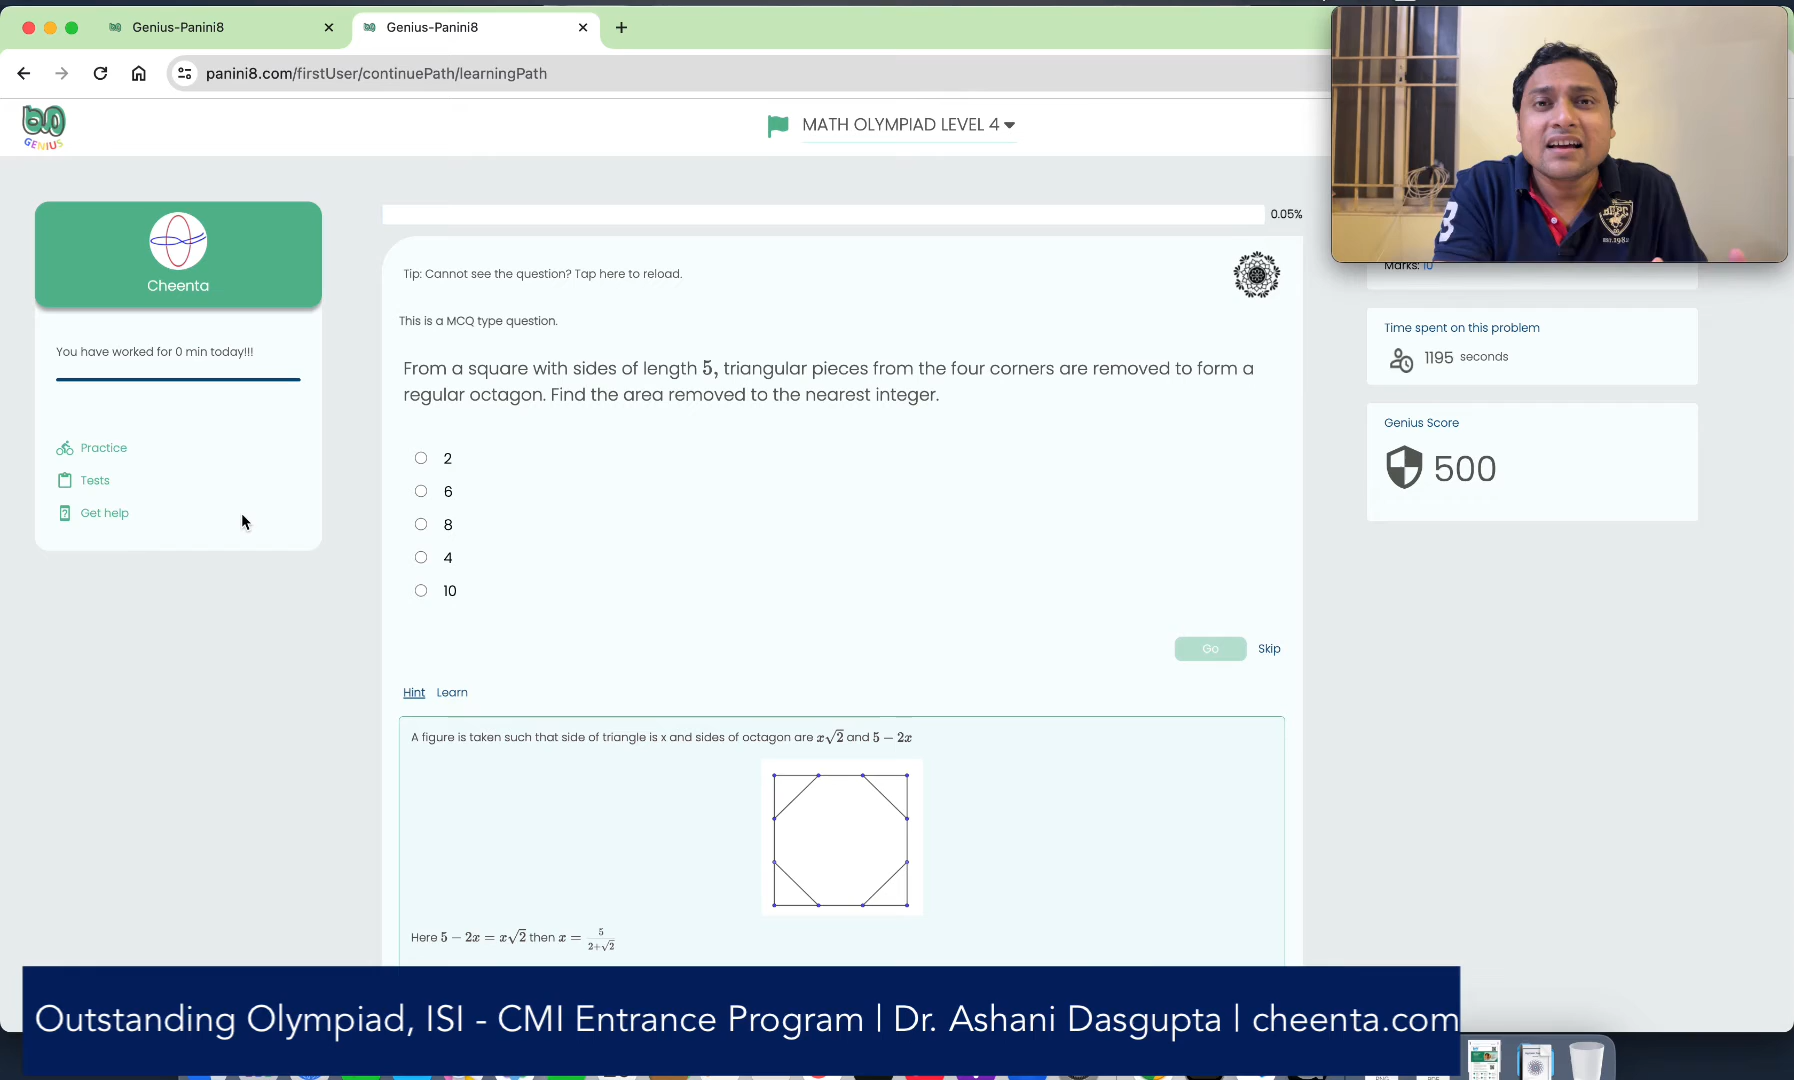 Genius-Panini8
Genius-Panini8
panini8.com/firstUser/continuePath/learningPath
GENIUS
MATH OLYMPIAD LEVEL 4
Cheenta
You have worked for 0 min today!!!
Practice
Tests
Get help
0.05%
Tip: Cannot see the question? Tap here to reload.
This is a MCQ type question.
From a square with sides of length 5, triangular pieces from the four corners are removed to form a
regular octagon. Find the area removed to the nearest integer.
2
6
8
4
10
Go Skip
Hint Learn
A figure is taken such that side of triangle is x and sides of octagon are x√2 and 5 − 2x
Here 5 − 2x = x√2 then x = 5/(2+√2)
3
Marks: 10
Time spent on this problem
1195 seconds
Genius Score
500
Outstanding Olympiad, ISI - CMI Entrance Program | Dr. Ashani Dasgupta | cheenta.com